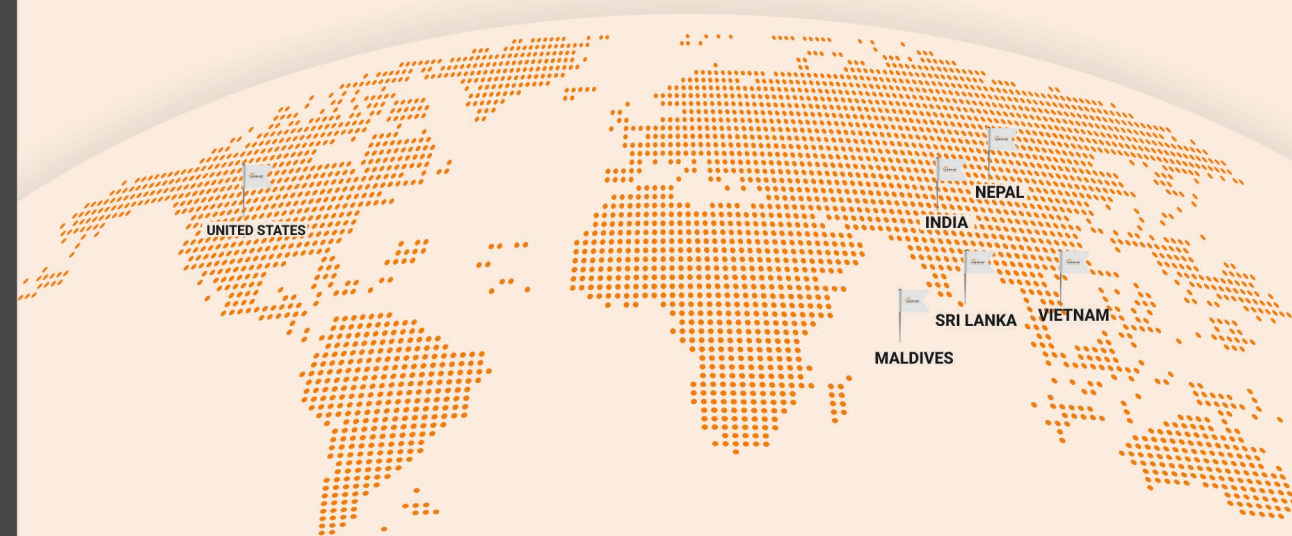 NEPAL
INDIA
UNITED STATES
VIETNAM
SRI LANKA
MALDIVES